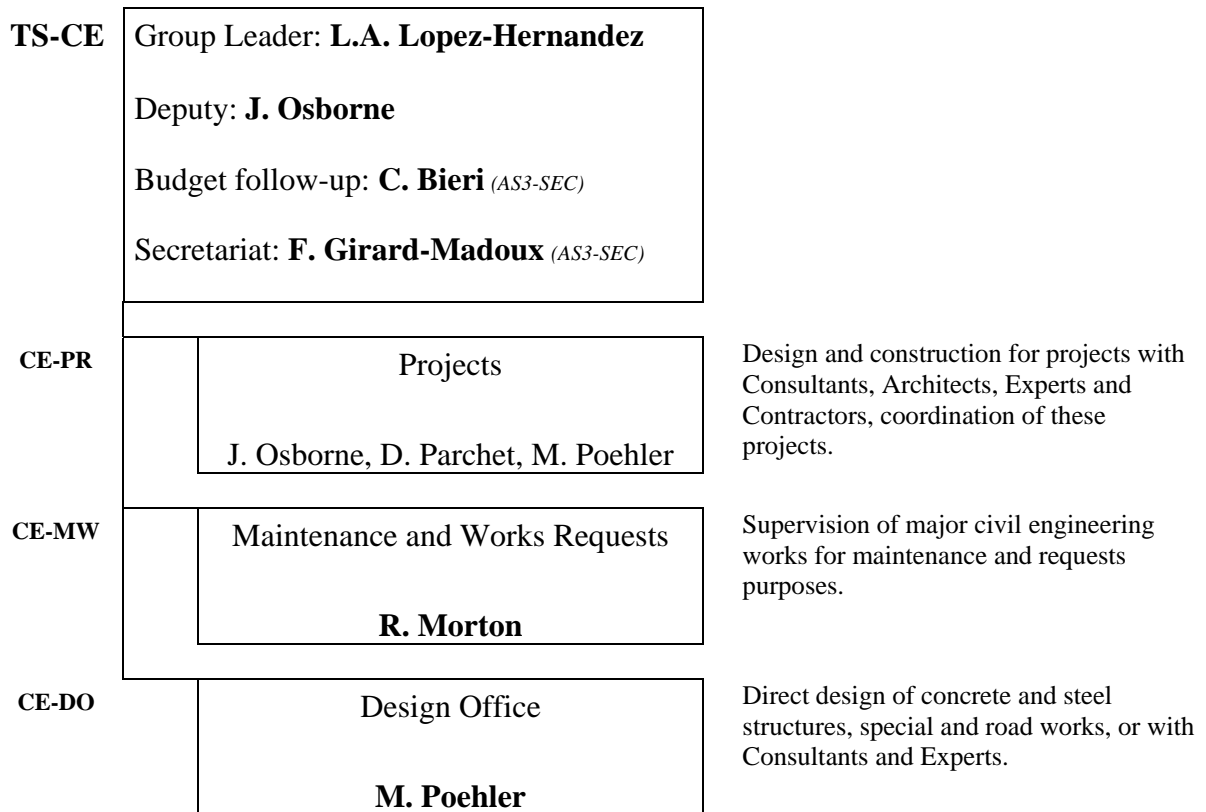 TS-CE
Group Leader: L.A. Lopez-Hernandez
Deputy: J. Osborne
Budget follow-up: C. Bieri (AS3-SEC)
Secretariat: F. Girard-Madoux (AS3-SEC)
CE-PR
Projects
J. Osborne, D. Parchet, M. Poehler
Design and construction for projects with
Consultants, Architects, Experts and
Contractors, coordination of these
projects.
CE-MW
Maintenance and Works Requests
R. Morton
Supervision of major civil engineering
works for maintenance and requests
purposes.
CE-DO
Design Office
M. Poehler
Direct design of concrete and steel
structures, special and road works, or with
Consultants and Experts.